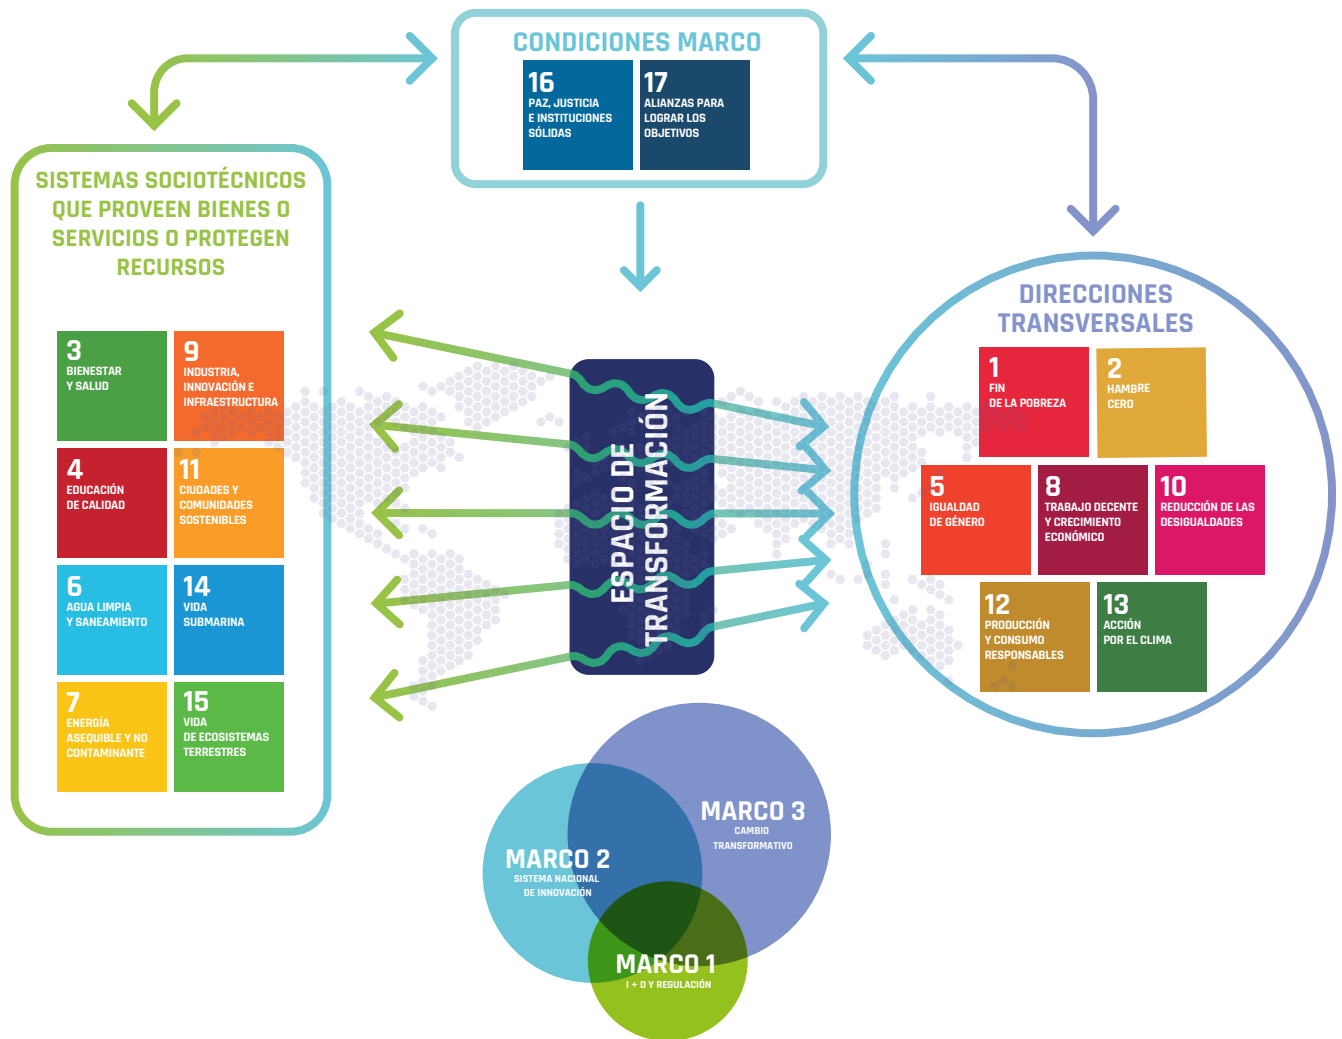 CONDICIONES MARCO
16
PAZ, JUSTICIA
E INSTITUCIONES
SÓLIDAS
17
ALIANZAS PARA
LOGRAR LOS
OBJETIVOS
SISTEMAS SOCIOTÉCNICOS
QUE PROVEEN BIENES O
SERVICIOS O PROTEGEN
RECURSOS
3
BIENESTAR
Y SALUD
9
INDUSTRIA,
INNOVACIÓN E
INFRAESTRUCTURA
4
EDUCACIÓN
DE CALIDAD
11
CIUDADES Y
COMUNIDADES
SOSTENIBLES
6
AGUA LIMPIA
Y SANEAMIENTO
14
VIDA
SUBMARINA
7
ENERGÍA
ASEQUIBLE Y NO
CONTAMINANTE
15
VIDA
DE ECOSISTEMAS
TERRESTRES
ESPACIO DE
TRANSFORMACIÓN
DIRECCIONES
TRANSVERSALES
1
FIN
DE LA POBREZA
2
HAMBRE
CERO
5
IGUALDAD
DE GÉNERO
8
TRABAJO DECENTE
Y CRECIMIENTO
ECONÓMICO
10
REDUCCIÓN DE LAS
DESIGUALDADES
12
PRODUCCIÓN
Y CONSUMO
RESPONSABLES
13
ACCIÓN
POR EL CLIMA
MARCO 3
CAMBIO
TRANSFORMATIVO
MARCO 2
SISTEMA NACIONAL
DE INNOVACIÓN
MARCO 1
I + D Y REGULACIÓN